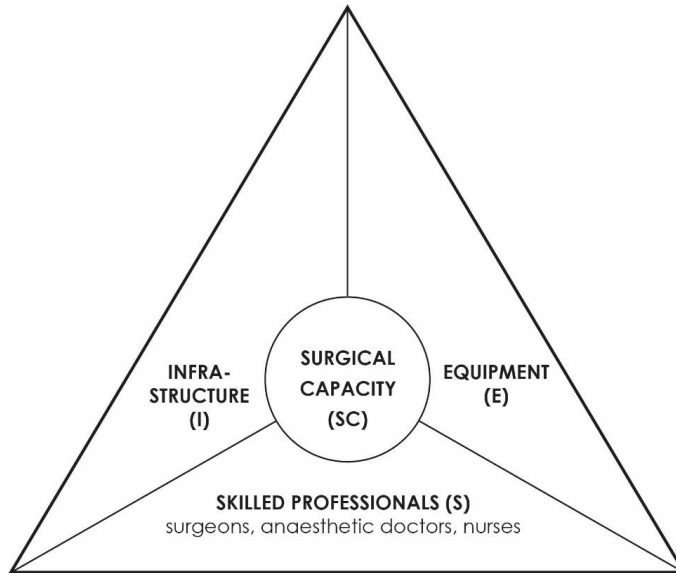 INFRA-
STRUCTURE
(I)
SURGICAL
CAPACITY
(SC)
EQUIPMENT
(E)
SKILLED PROFESSIONALS (S)
surgeons, anaesthetic doctors, nurses